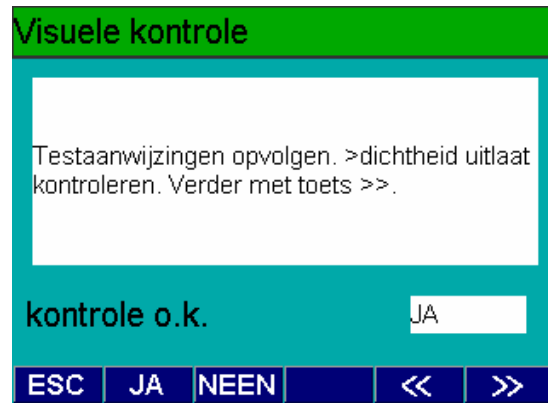 Visuele kontrole
Testaanwijzingen opvolgen. >dichtheid uitlaat
kontroleren. Verder met toets >>.
kontrole o.k. JA
ESC JA NEEN << >>